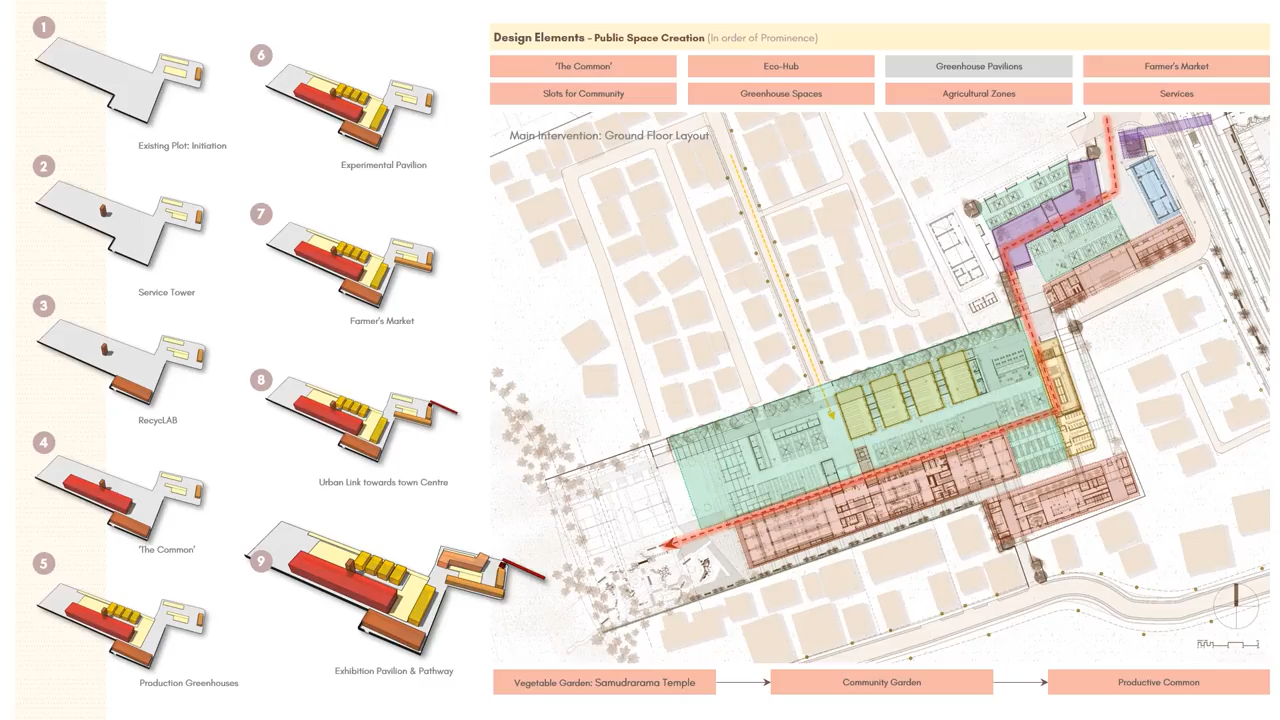 1
Existing Plot: Initiation
2
Service Tower
3
RecycLAB
4
'The Common'
5
Production Greenhouses
6
Experimental Pavilion
7
Farmer's Market
8
Urban Link towards town Centre
9
Exhibition Pavilion & Pathway
Design Elements - Public Space Creation (In order of Prominence)
'The Common'
Eco-Hub
Greenhouse Pavilions
Farmer's Market
Slots for Community
Greenhouse Spaces
Agricultural Zones
Services
Main Intervention: Ground Floor Layout
Vegetable Garden: Samudrarama Temple
Community Garden
Productive Common